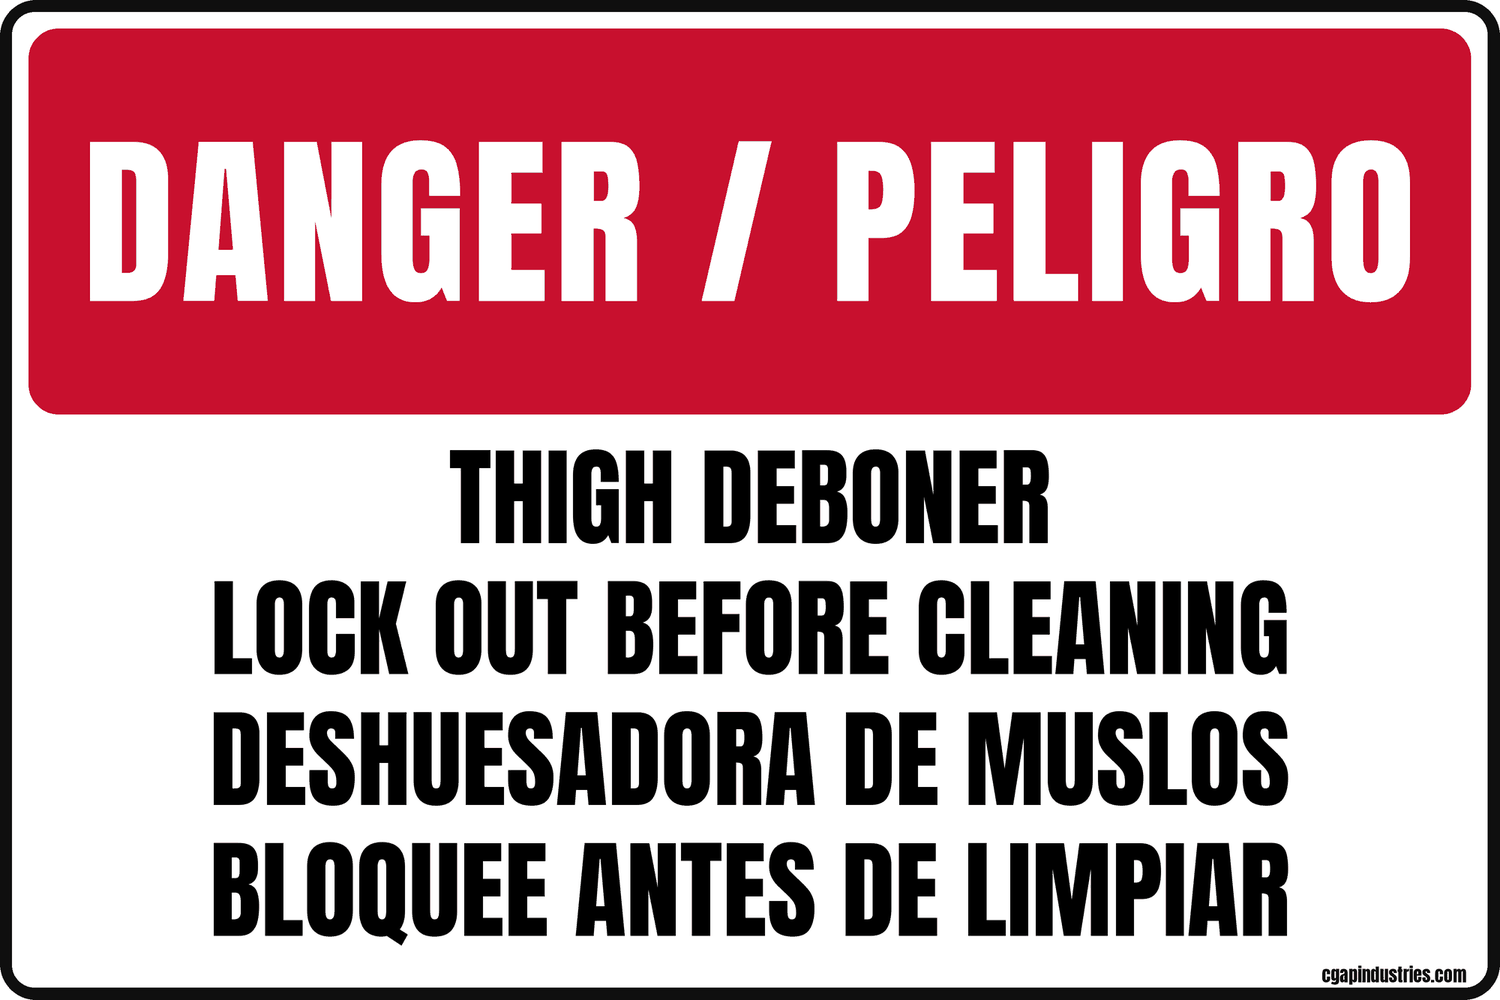 DANGER / PELIGRO
THIGH DEBONER
LOCK OUT BEFORE CLEANING
DESHUESADORA DE MUSLOS
BLOQUEE ANTES DE LIMPIAR
cgapindustries.com